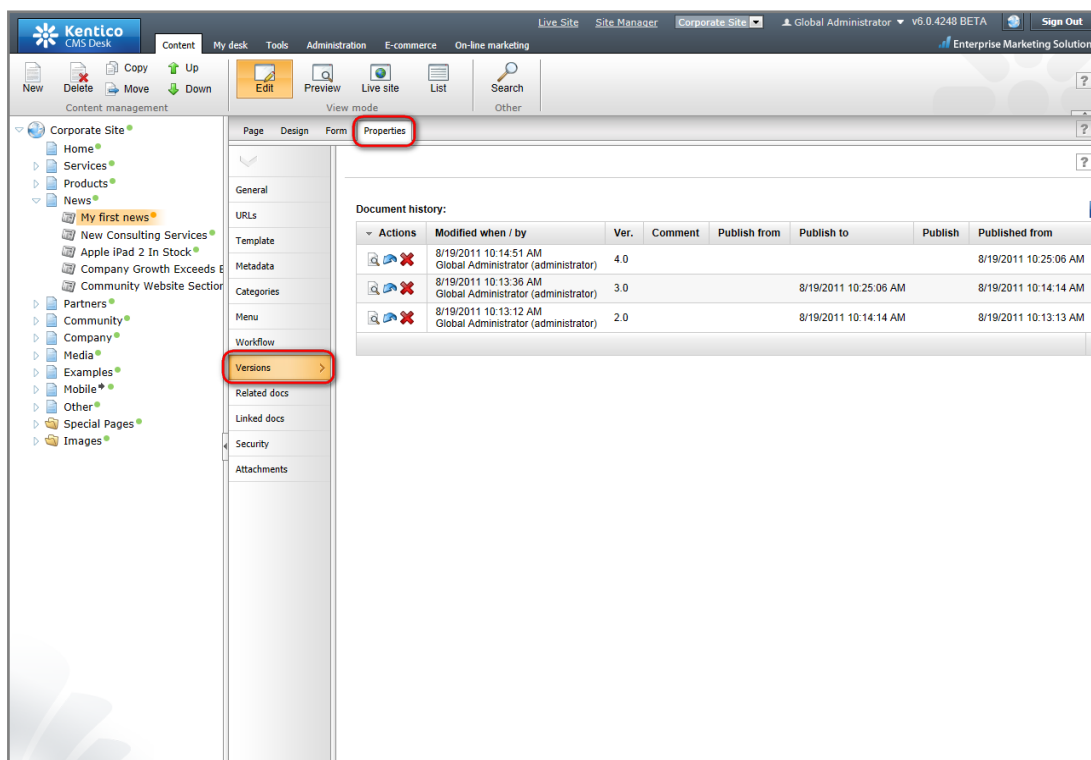 Kentico
CMS Desk
Live Site Site Manager Corporate Site Global Administrator v6.0.4248 BETA Sign Out
Content My desk Tools Administration E-commerce On-line marketing Enterprise Marketing Solution
New Delete Copy Move Up Down
Content management
Edit Preview Live site List
View mode
Search
Other
Corporate Site
Home
Services
Products
News
My first news
New Consulting Services
Apple iPad 2 In Stock
Company Growth Exceeds E
Community Website Section
Partners
Community
Company
Media
Examples
Mobile
Other
Special Pages
Images
Page Design Form Properties
General
URLs
Template
Metadata
Categories
Menu
Workflow
Versions >
Related docs
Linked docs
Security
Attachments
?
?
?
Document history:
Actions Modified when / by Ver. Comment Publish from Publish to Publish Published from
8/19/2011 10:14:51 AM
Global Administrator (administrator) 4.0 8/19/2011 10:25:06 AM
8/19/2011 10:13:36 AM
Global Administrator (administrator) 3.0 8/19/2011 10:25:06 AM 8/19/2011 10:14:14 AM
8/19/2011 10:13:12 AM
Global Administrator (administrator) 2.0 8/19/2011 10:14:14 AM 8/19/2011 10:13:13 AM